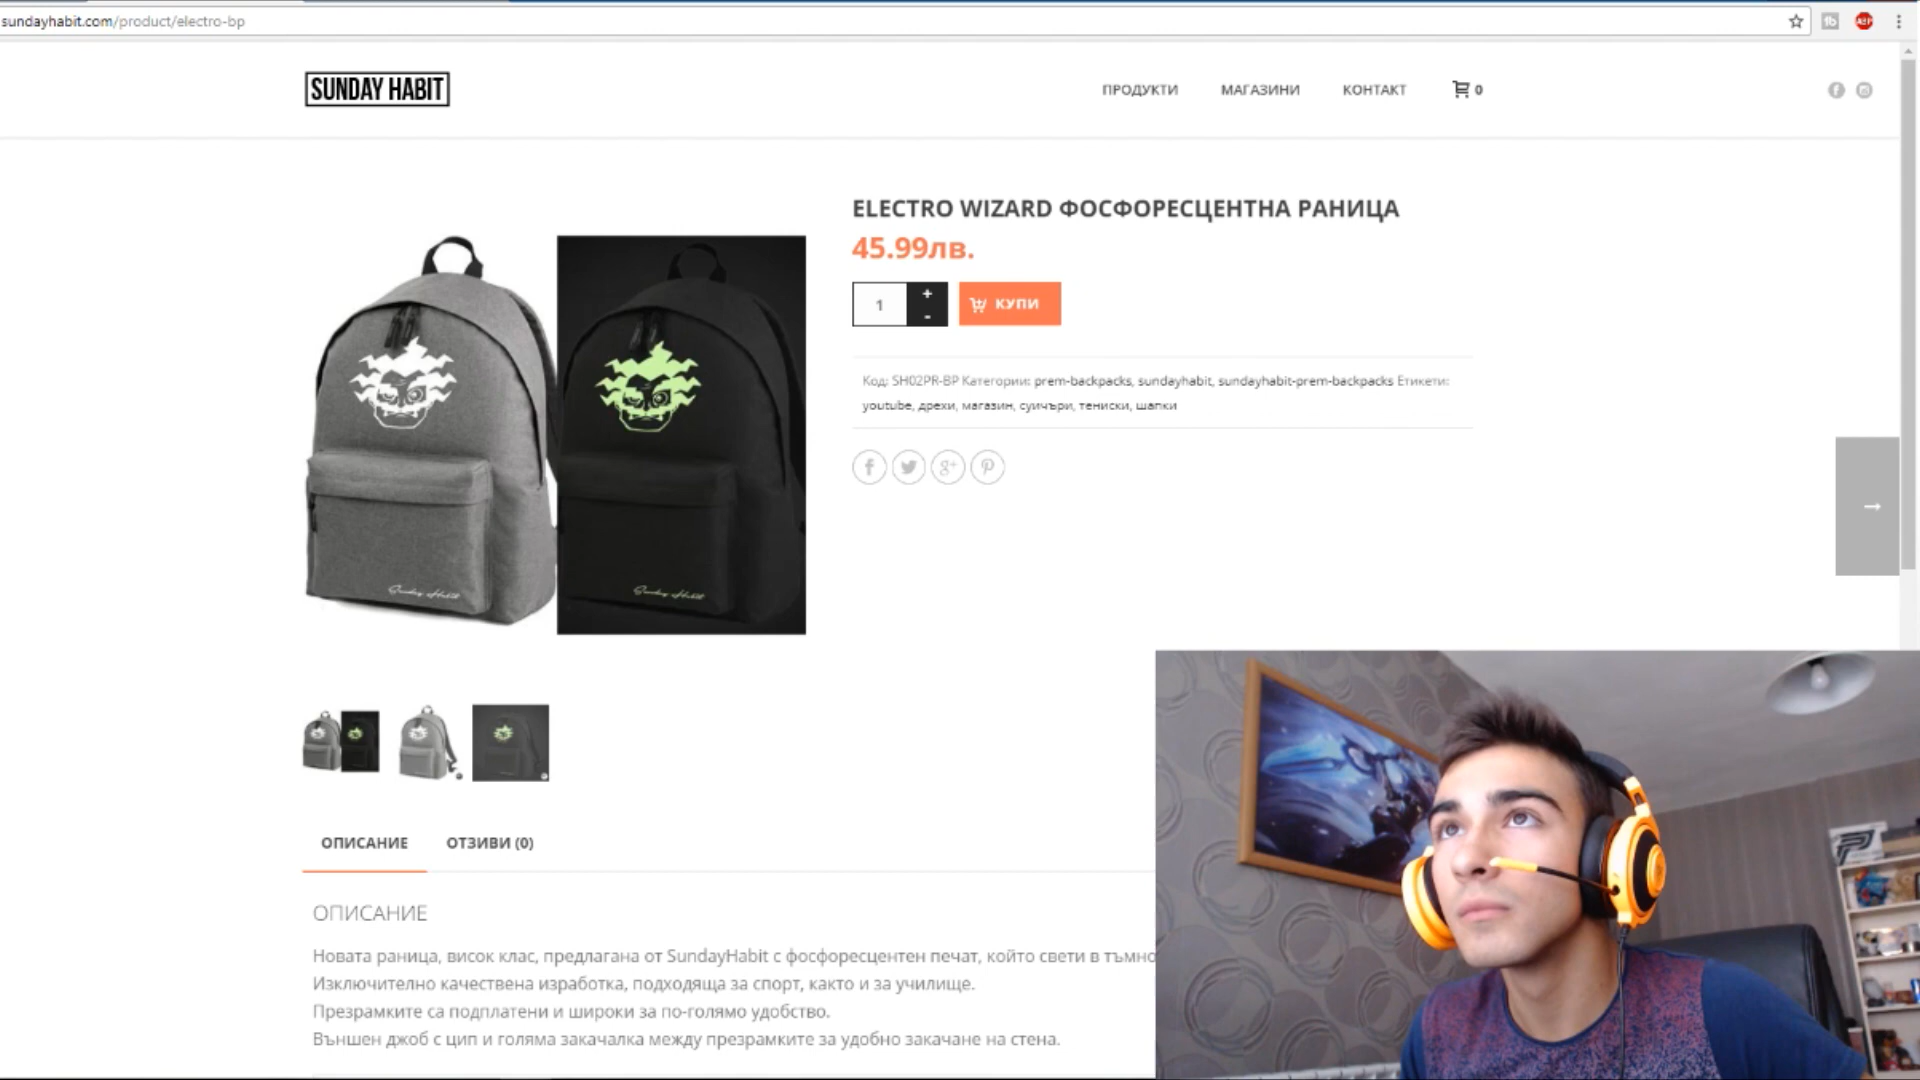 sundayhabit.com/product/electro-bp
SUNDAY HABIT
ПРОДУКТИ МАГАЗИНИ КОНТАКТ 0
ELECTRO WIZARD ФОСФОРЕСЦЕНТНА РАНИЦА
45.99лв.
1 + -
КУПИ
Код: SH02PR-BP Категории: prem-backpacks, sundayhabit, sundayhabit-prem-backpacks Етикети:
youtube, дрехи, магазин, суичъри, тениски, шапки
Sunday Habit
Sunday Habit
ОПИСАНИЕ ОТЗИВИ (0)
ОПИСАНИЕ
Новата раница, висок клас, предлагана от SundayHabit с фосфоресцентен печат, който свети в тъмно
Изключително качествена изработка, подходяща за спорт, както и за училище.
Презрамките са подплатени и широки за по-голямо удобство.
Външен джоб с цип и голяма закачалка между презрамките за удобно закачане на стена.